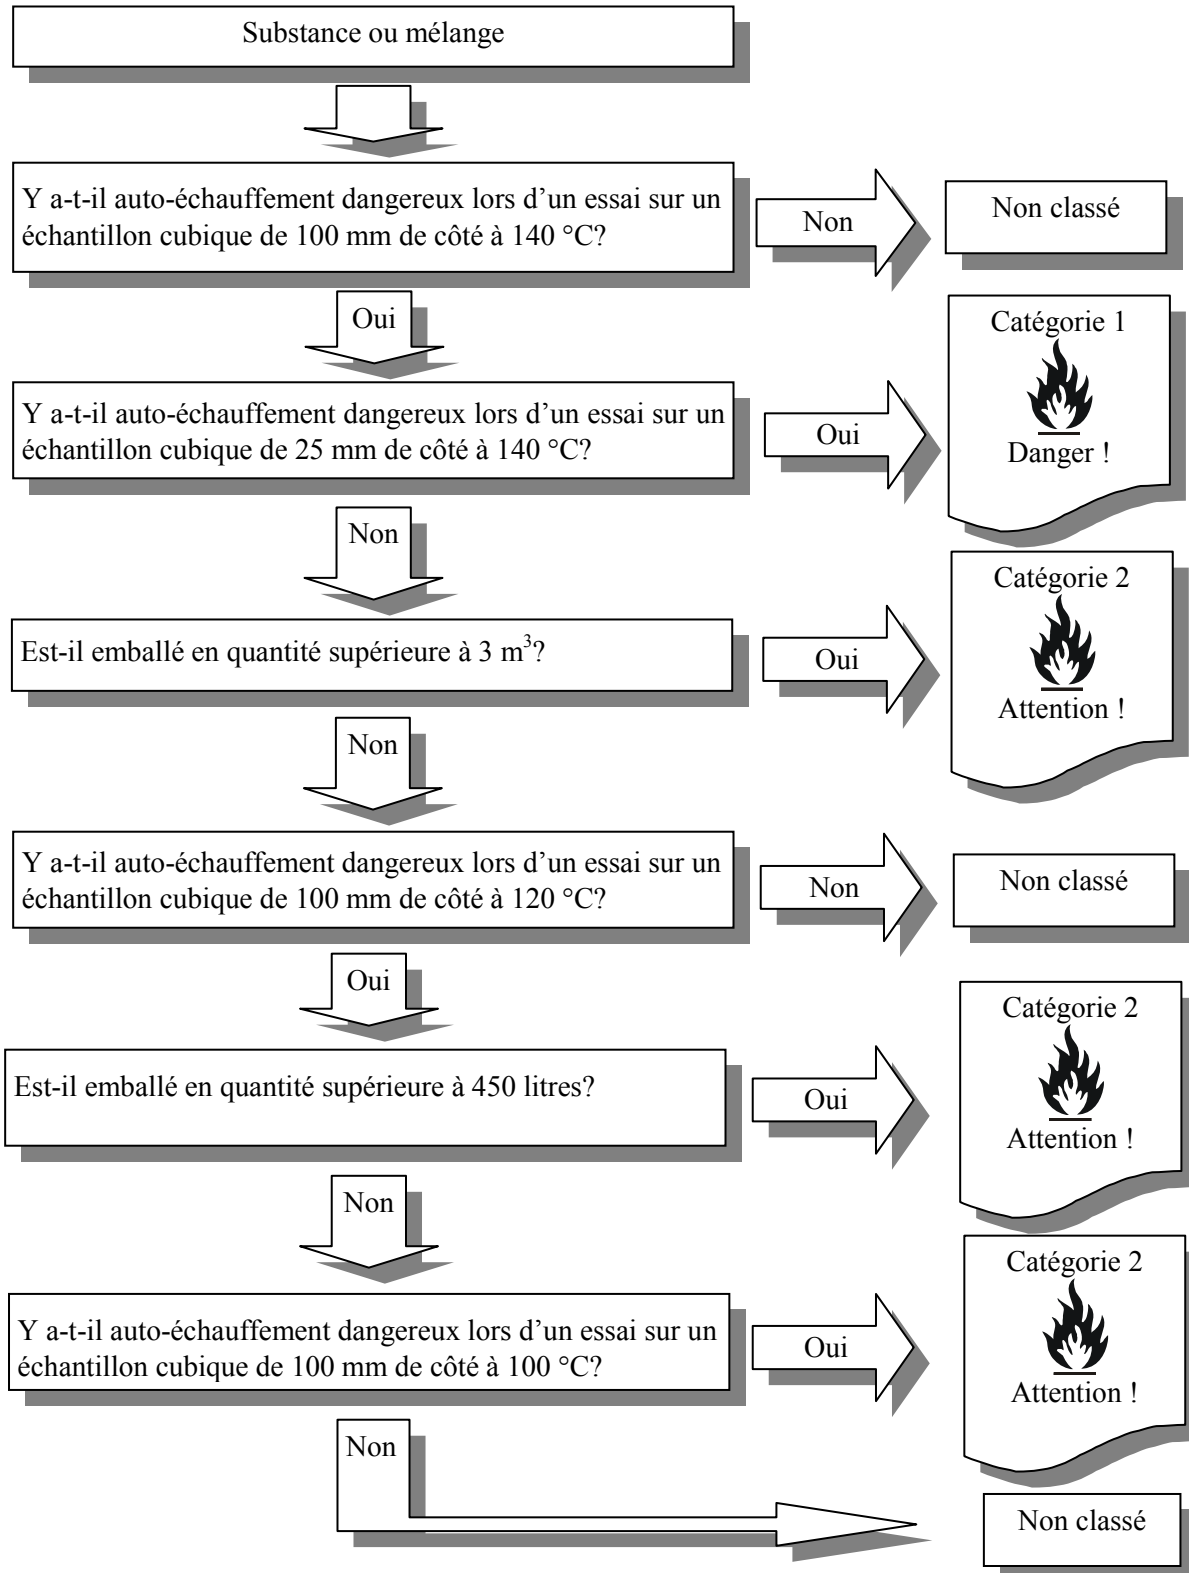 Substance ou mélange
Y a-t-il auto-échauffement dangereux lors d’un essai sur un
échantillon cubique de 100 mm de côté à 140 °C?
Non
Non classé
Oui
Catégorie 1
Danger !
Y a-t-il auto-échauffement dangereux lors d’un essai sur un
échantillon cubique de 25 mm de côté à 140 °C?
Oui
Non
Catégorie 2
Attention !
Est-il emballé en quantité supérieure à 3 m³?
Oui
Non
Y a-t-il auto-échauffement dangereux lors d’un essai sur un
échantillon cubique de 100 mm de côté à 120 °C?
Non
Non classé
Oui
Catégorie 2
Attention !
Est-il emballé en quantité supérieure à 450 litres?
Oui
Non
Catégorie 2
Attention !
Y a-t-il auto-échauffement dangereux lors d’un essai sur un
échantillon cubique de 100 mm de côté à 100 °C?
Oui
Non
Non classé